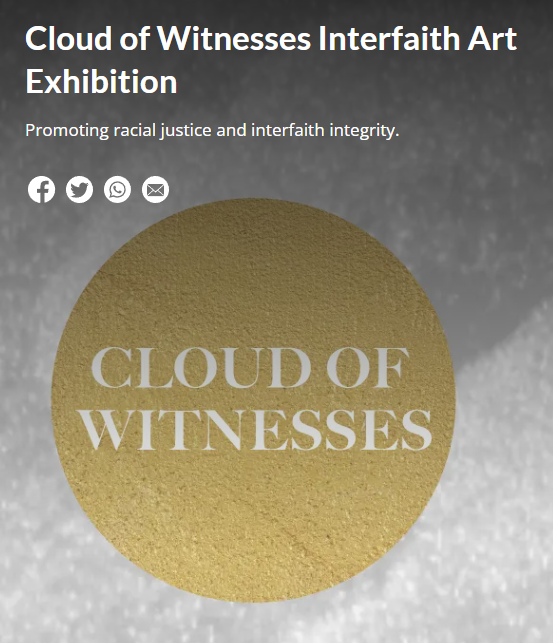 Cloud of Witnesses Interfaith Art
Exhibition
Promoting racial justice and interfaith integrity.
CLOUD OF
WITNESSES